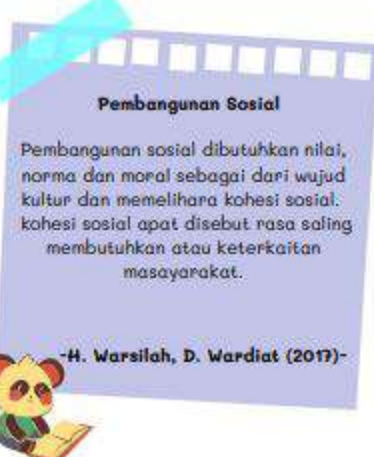 Pembangunan Sosial
Pembangunan sosial dibutuhkan nilai,
norma dan moral sebagai dari wujud
kultur dan memelihara kohesi sosial.
kohesi sosial apat disebut rasa saling
membutuhkan atau keterkaitan
masayarakat.
-H. Warsilah, D. Wardiat (2017)-